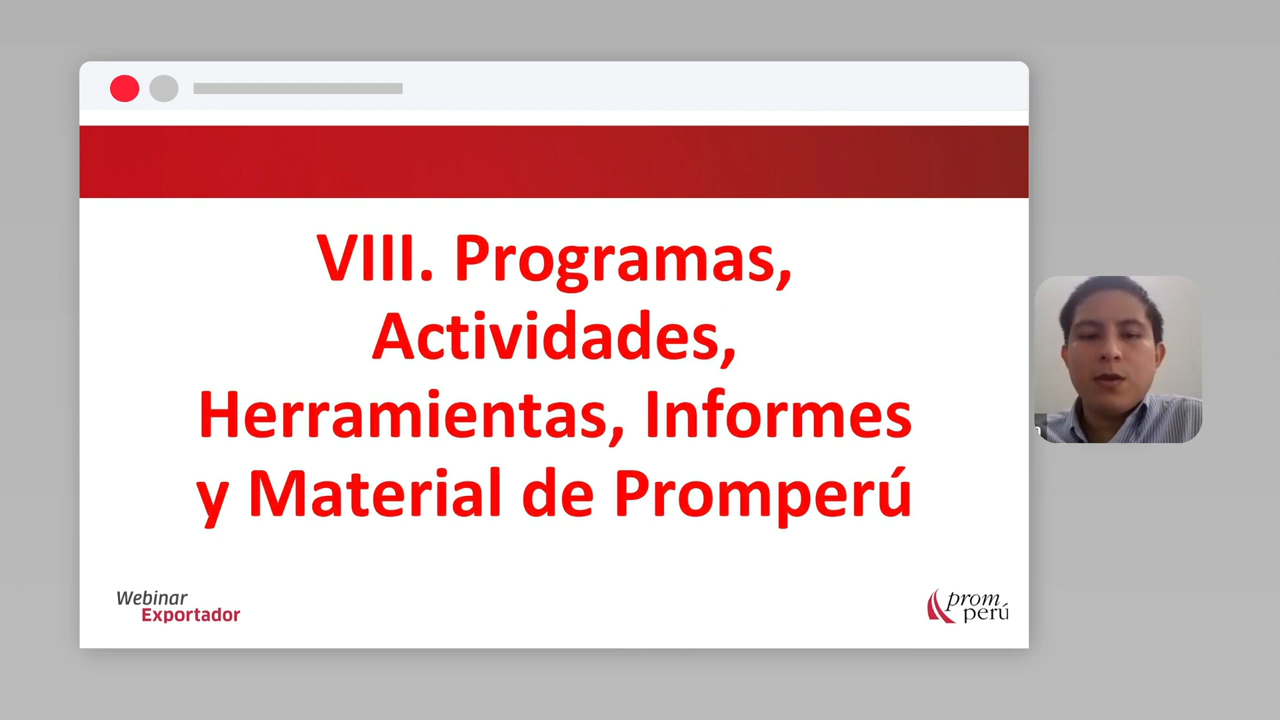 VIII. Programas,
Actividades,
Herramientas, Informes
y Material de Promperú
Webinar
Exportador
prom
perú